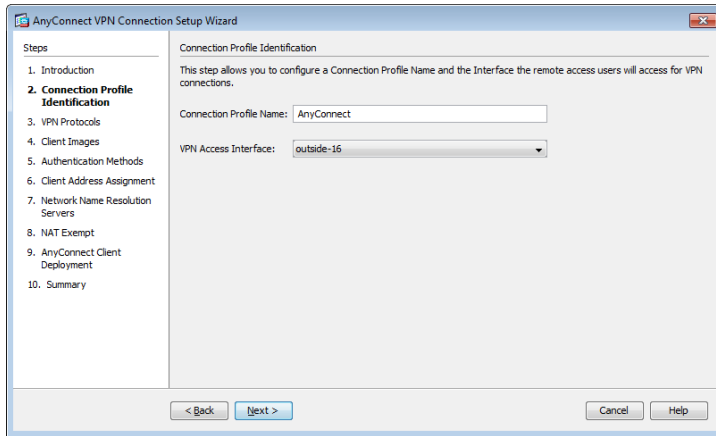 AnyConnect VPN Connection Setup Wizard
Steps
1. Introduction
2. Connection Profile
Identification
3. VPN Protocols
4. Client Images
5. Authentication Methods
6. Client Address Assignment
7. Network Name Resolution
Servers
8. NAT Exempt
9. AnyConnect Client
Deployment
10. Summary
Connection Profile Identification
This step allows you to configure a Connection Profile Name and the Interface the remote access users will access for VPN
connections.
Connection Profile Name: AnyConnect
VPN Access Interface: outside-16
< Back Next > Cancel Help